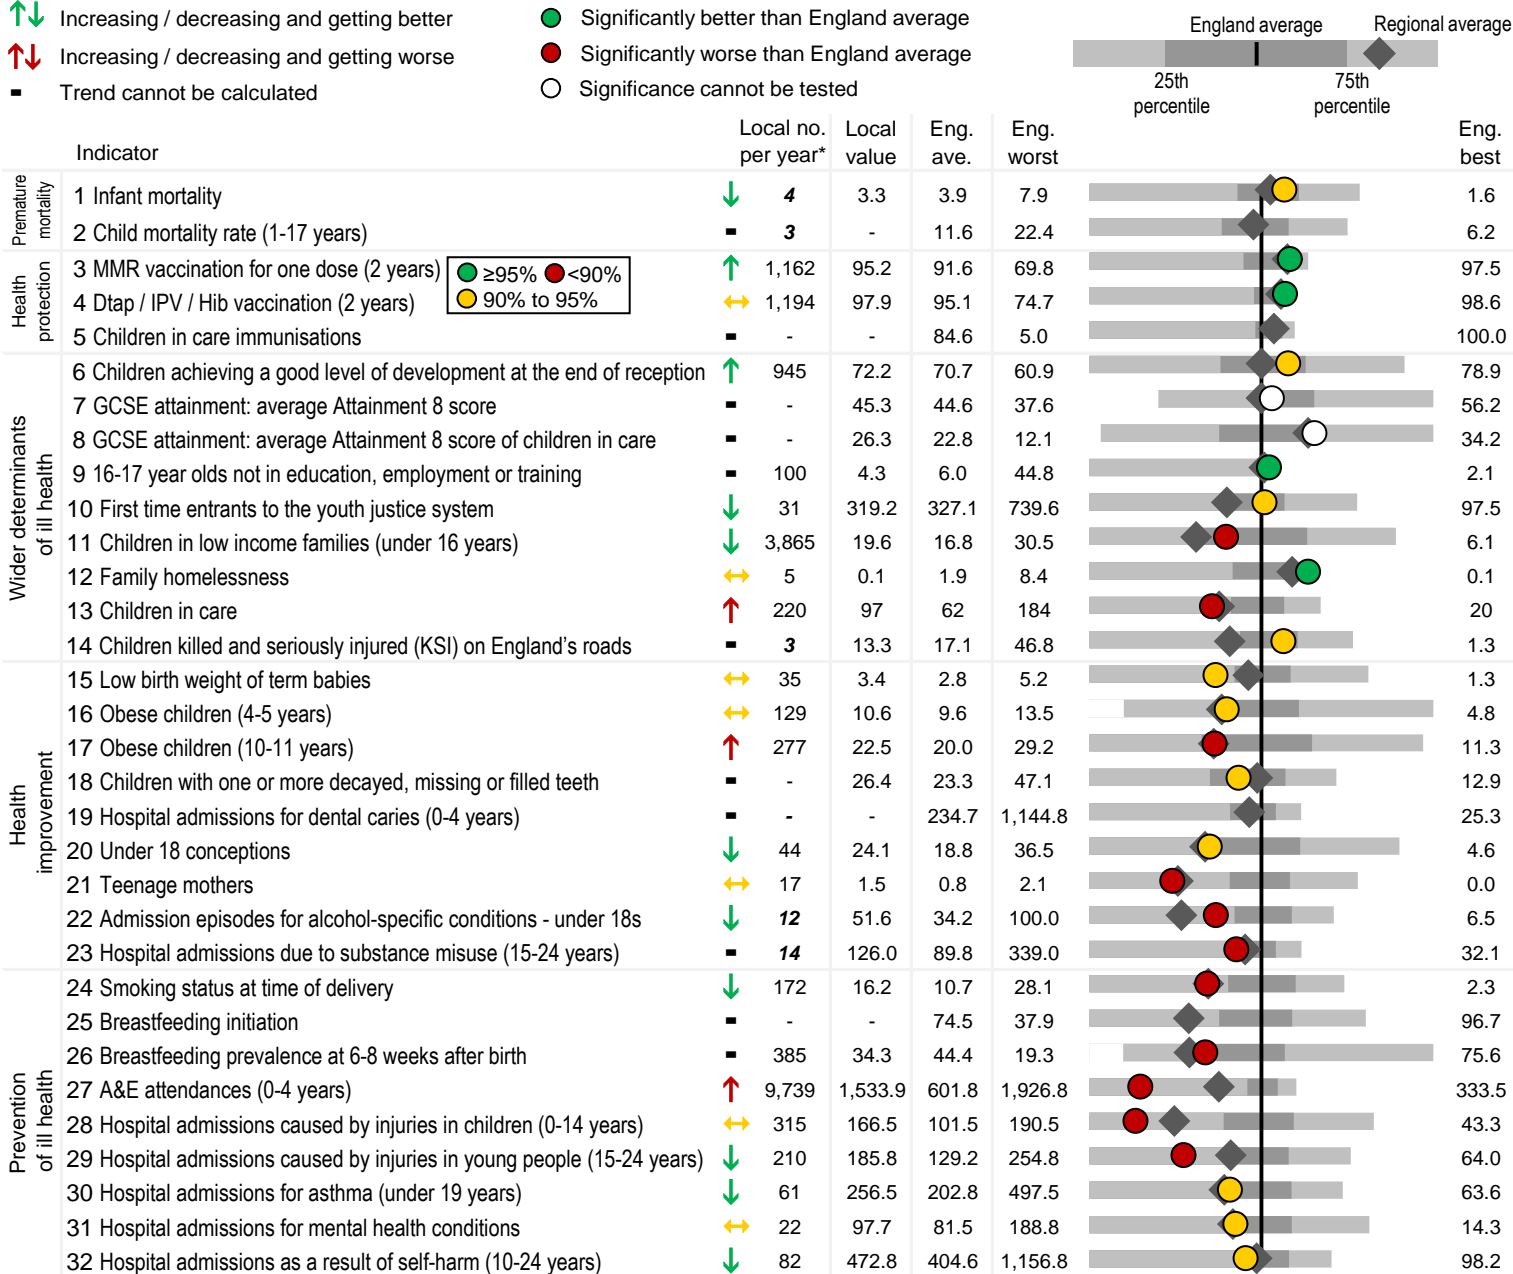 Increasing / decreasing and getting better
Significantly better than England average
England average
Regional average
Increasing / decreasing and getting worse
Significantly worse than England average
Trend cannot be calculated
Significance cannot be tested
25th percentile
75th percentile
Indicator
Local no. per year*
Local value
Eng. ave.
Eng. worst
Eng. best
Premature mortality
1 Infant mortality 4 3.3 3.9 7.9 1.6
2 Child mortality rate (1-17 years) 3 - 11.6 22.4 6.2
Health protection
3 MMR vaccination for one dose (2 years) 1,162 95.2 91.6 69.8 97.5
≥95% <90%
90% to 95%
4 Dtap / IPV / Hib vaccination (2 years) 1,194 97.9 95.1 74.7 98.6
5 Children in care immunisations - - 84.6 5.0 100.0
Wider determinants of ill health
6 Children achieving a good level of development at the end of reception 945 72.2 70.7 60.9 78.9
7 GCSE attainment: average Attainment 8 score - 45.3 44.6 37.6 56.2
8 GCSE attainment: average Attainment 8 score of children in care - 26.3 22.8 12.1 34.2
9 16-17 year olds not in education, employment or training 100 4.3 6.0 44.8 2.1
10 First time entrants to the youth justice system 31 319.2 327.1 739.6 97.5
11 Children in low income families (under 16 years) 3,865 19.6 16.8 30.5 6.1
12 Family homelessness 5 0.1 1.9 8.4 0.1
13 Children in care 220 97 62 184 20
14 Children killed and seriously injured (KSI) on England’s roads 3 13.3 17.1 46.8 1.3
Health improvement
15 Low birth weight of term babies 35 3.4 2.8 5.2 1.3
16 Obese children (4-5 years) 129 10.6 9.6 13.5 4.8
17 Obese children (10-11 years) 277 22.5 20.0 29.2 11.3
18 Children with one or more decayed, missing or filled teeth - 26.4 23.3 47.1 12.9
19 Hospital admissions for dental caries (0-4 years) - - 234.7 1,144.8 25.3
20 Under 18 conceptions 44 24.1 18.8 36.5 4.6
21 Teenage mothers 17 1.5 0.8 2.1 0.0
22 Admission episodes for alcohol-specific conditions - under 18s 12 51.6 34.2 100.0 6.5
23 Hospital admissions due to substance misuse (15-24 years) 14 126.0 89.8 339.0 32.1
Prevention of ill health
24 Smoking status at time of delivery 172 16.2 10.7 28.1 2.3
25 Breastfeeding initiation - - 74.5 37.9 96.7
26 Breastfeeding prevalence at 6-8 weeks after birth 385 34.3 44.4 19.3 75.6
27 A&E attendances (0-4 years) 9,739 1,533.9 601.8 1,926.8 333.5
28 Hospital admissions caused by injuries in children (0-14 years) 315 166.5 101.5 190.5 43.3
29 Hospital admissions caused by injuries in young people (15-24 years) 210 185.8 129.2 254.8 64.0
30 Hospital admissions for asthma (under 19 years) 61 256.5 202.8 497.5 63.6
31 Hospital admissions for mental health conditions 22 97.7 81.5 188.8 14.3
32 Hospital admissions as a result of self-harm (10-24 years) 82 472.8 404.6 1,156.8 98.2